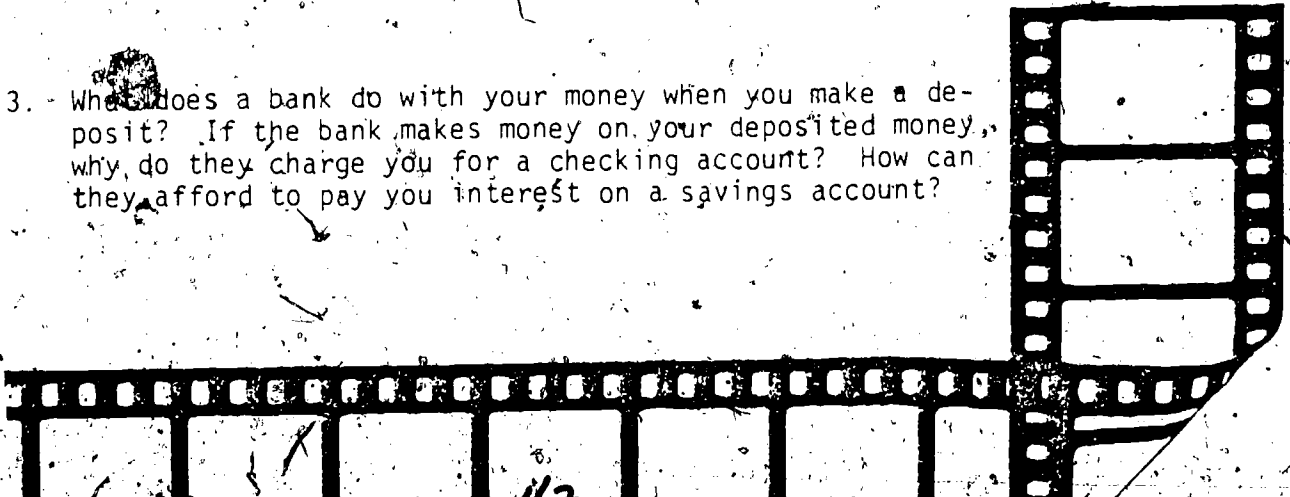 3. What does a bank do with your money when you make a de-
posit? If the bank makes money on your deposited money,
why do they charge you for a checking account? How can
they afford to pay you interest on a savings account?